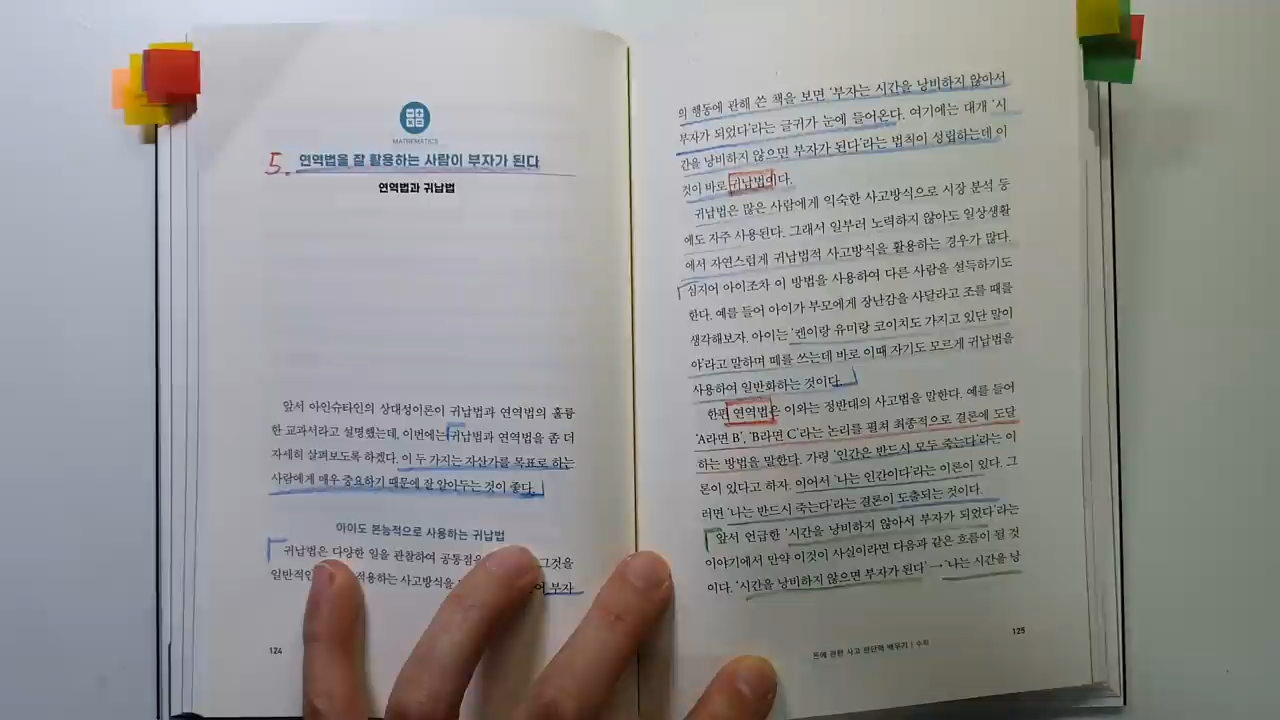 MATHEMATICS
5. 연역법을 잘 활용하는 사람이 부자가 된다
연역법과 귀납법
앞서 아인슈타인의 상대성이론이 귀납법과 연역법의 훌륭
한 교과서라고 설명했는데, 이번에는 귀납법과 연역법을 좀 더
자세히 살펴보도록 하겠다. 이 두 가지는 자산가를 목표로 하는
사람에게 매우 중요하기 때문에 잘 알아두는 것이 좋다.
아이도 본능적으로 사용하는 귀납법
귀납법은 다양한 일을 관찰하여 그것을
일반적인 적용하는 사고방식을 부자
124
의 행동에 관해 쓴 책을 보면 '부자는 시간을 낭비하지 않아서
부자가 되었다'라는 글귀가 눈에 들어온다. 여기에는 대개 '시
간을 낭비하지 않으면 부자가 된다'라는 법칙이 성립하는데 이
것이 바로 귀납법이다.
귀납법은 많은 사람에게 익숙한 사고방식으로 시장 분석 등
에도 자주 사용된다. 그래서 일부러 노력하지 않아도 일상생활
에서 자연스럽게 귀납법적 사고방식을 활용하는 경우가 많다.
심지어 아이조차 이 방법을 사용하여 다른 사람을 설득하기도
한다. 예를 들어 아이가 부모에게 장난감을 사달라고 조를 때를
생각해보자. 아이는 '켄이랑 유미랑 코이치도 가지고 있단 말이
야'라고 말하며 떼를 쓰는데 바로 이때 자기도 모르게 귀납법을
사용하여 일반화하는 것이다.
한편 연역법은 이와는 정반대의 사고법을 말한다. 예를 들어
'A라면 B', 'B라면 C'라는 논리를 펼쳐 최종적으로 결론에 도달
하는 방법을 말한다. 가령 '인간은 반드시 모두 죽는다'라는 이
론이 있다고 하자. 이어서 '나는 인간이다'라는 이론이 있다. 그
러면 '나는 반드시 죽는다'라는 결론이 도출되는 것이다.
앞서 언급한 '시간을 낭비하지 않아서 부자가 되었다'라는
이야기에서 만약 이것이 사실이라면 다음과 같은 흐름이 될 것
이다. '시간을 낭비하지 않으면 부자가 된다' → '나는 시간을 낭
돈에 관한 사고 원단력 배우기 | 수학
125